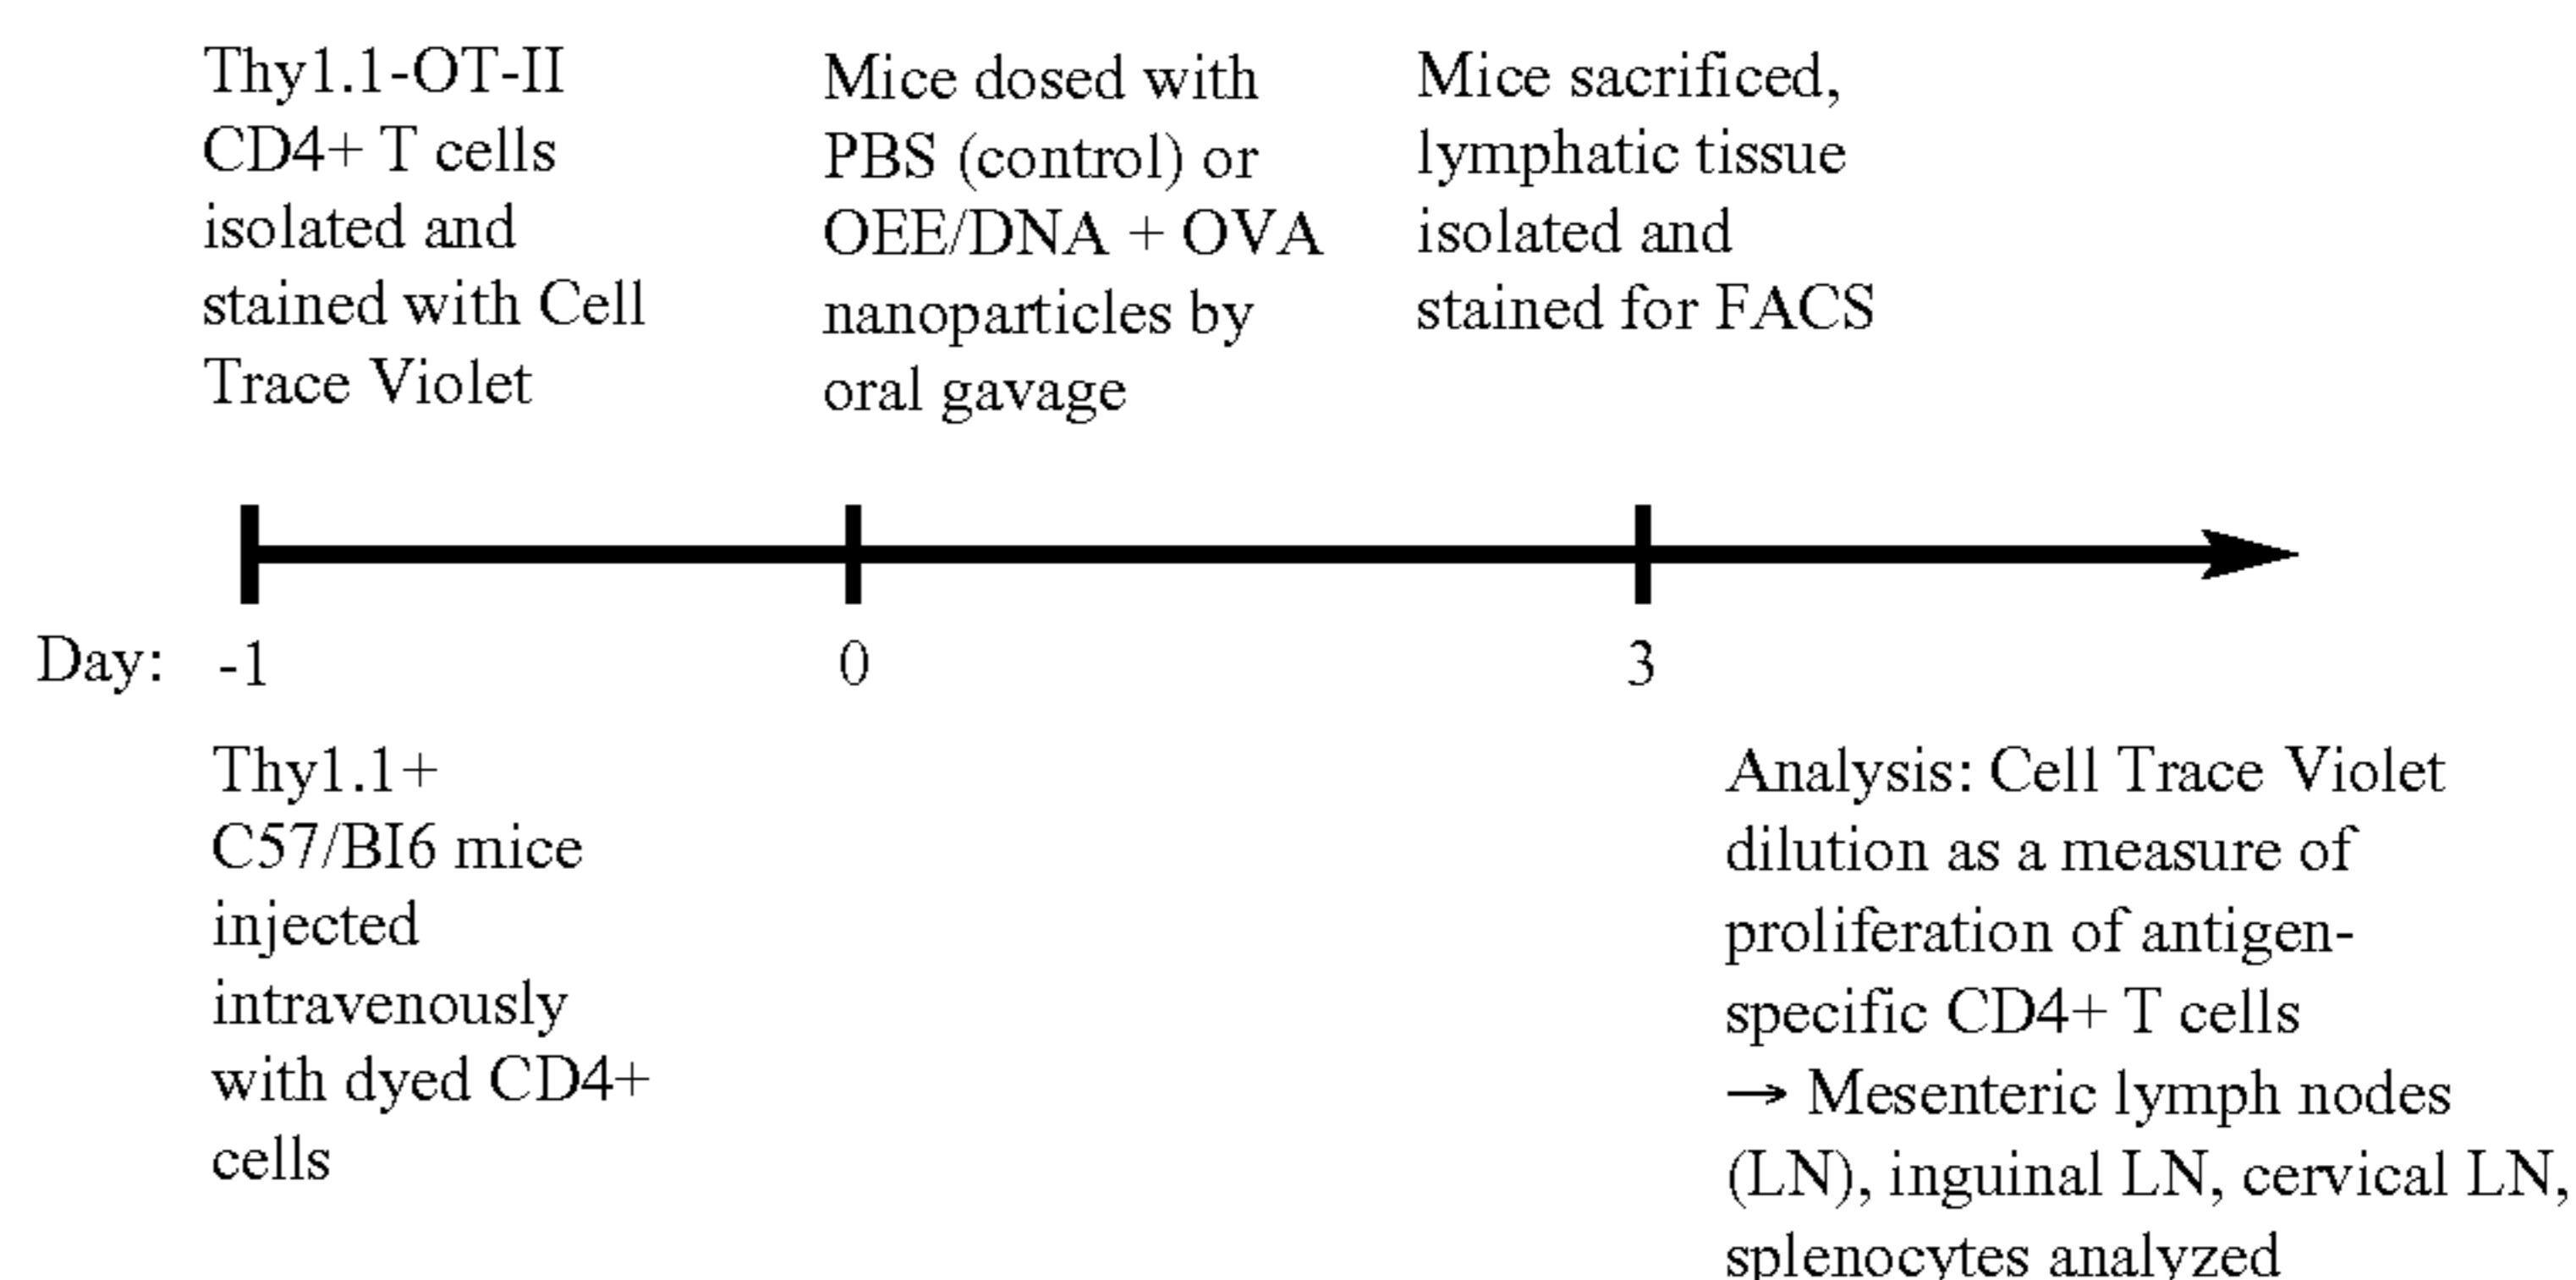 Thy1.1-OT-II
CD4+ T cells
isolated and
stained with Cell
Trace Violet
Mice dosed with
PBS (control) or
OEE/DNA + OVA
nanoparticles by
oral gavage
Mice sacrificed,
lymphatic tissue
isolated and
stained for FACS
Day: -1 0 3
Thy1.1+
C57/BI6 mice
injected
intravenously
with dyed CD4+
cells
Analysis: Cell Trace Violet
dilution as a measure of
proliferation of antigen-
specific CD4+ T cells
→ Mesenteric lymph nodes
(LN), inguinal LN, cervical LN,
splenocytes analyzed